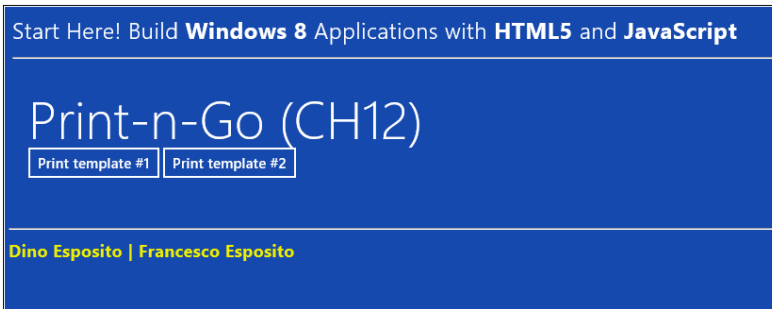 Start Here! Build Windows 8 Applications with HTML5 and JavaScript
Print-n-Go (CH12)
Print template #1 Print template #2
Dino Esposito | Francesco Esposito